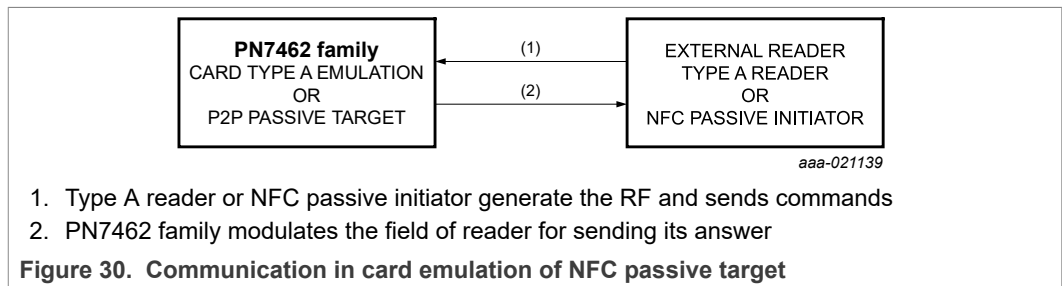 PN7462 family
CARD TYPE A EMULATION
OR
P2P PASSIVE TARGET
(1)
(2)
EXTERNAL READER
TYPE A READER
OR
NFC PASSIVE INITIATOR
aaa-021139
1. Type A reader or NFC passive initiator generate the RF and sends commands
2. PN7462 family modulates the field of reader for sending its answer
Figure 30. Communication in card emulation of NFC passive target